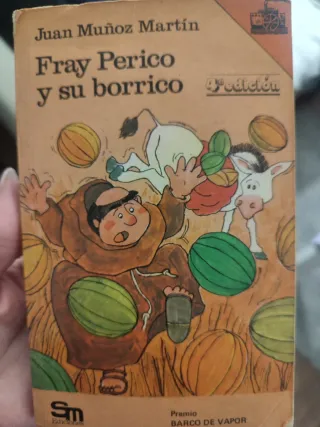 Juan Muñoz Martín
Fray Perico
y su borrico
4ª edición
sm
Premio
BARCO DE VAPOR